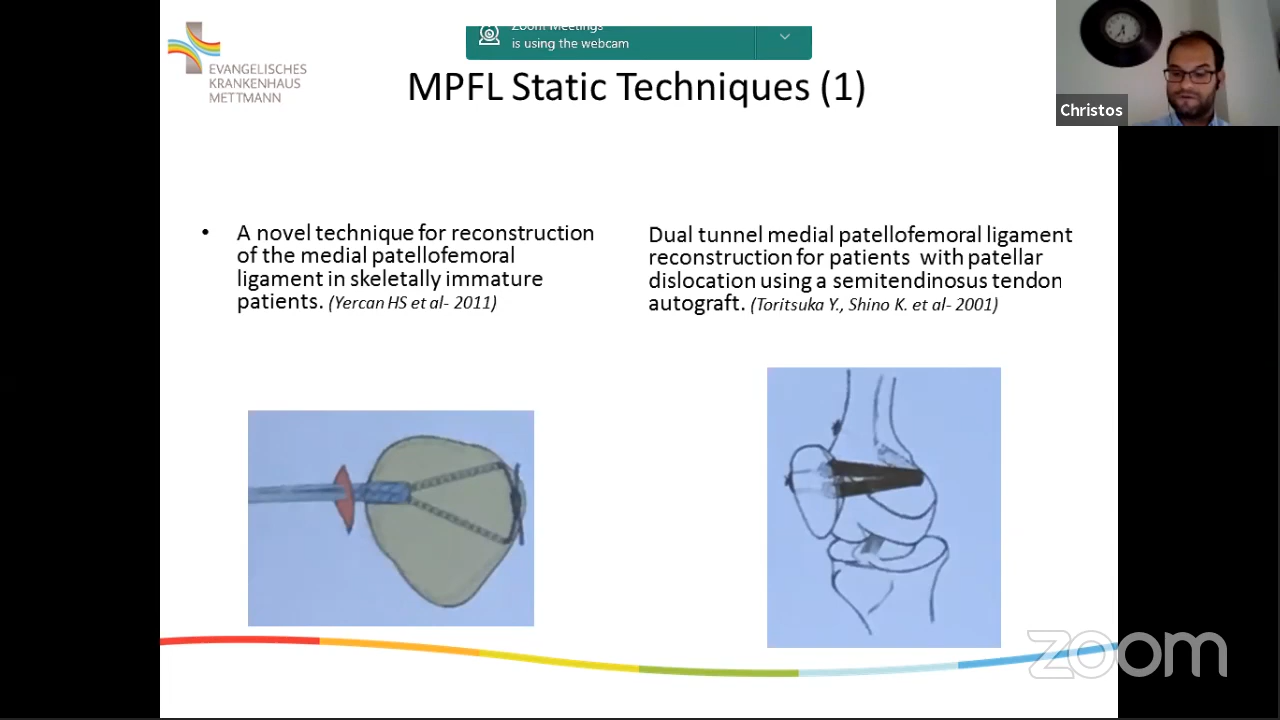 Zoom Meetings
is using the webcam
EVANGELISCHES
KRANKENHAUS
METTMANN
MPFL Static Techniques (1)
Christos
• A novel technique for reconstruction
of the medial patellofemoral
ligament in skeletally immature
patients. (Yercan HS et al- 2011)
Dual tunnel medial patellofemoral ligament
reconstruction for patients with patellar
dislocation using a semitendinosus tendon
autograft. (Toritsuka Y., Shino K. et al- 2001)
zoom